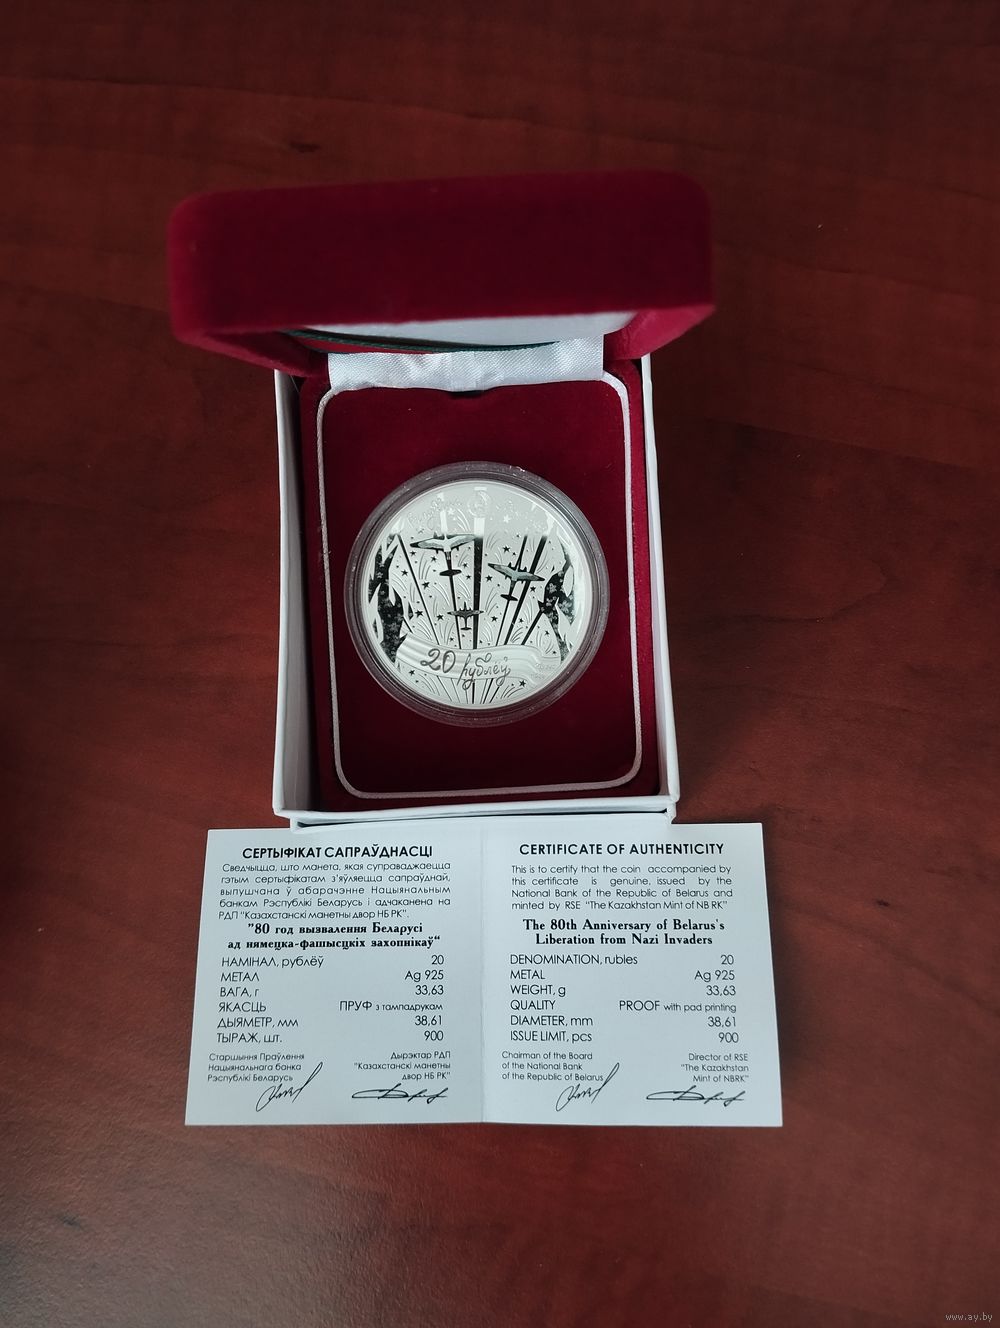 20 рублёў
СЕРТЫФІКАТ САПРАЎДНАСЦІ
Сведчыцца, што манета, якая суправаджаецца
гэтым сертыфікатам з'яўляецца сапраўднай,
выпушчана ў абарачэнне Нацыянальным
банкам Рэспублікі Беларусь і адчаканена на
РДП "Казахстанскі манетны двор НБ РК".
"80 год вызвалення Беларусі
ад нямецка-фашысцкіх захопнікаў"
НАМІНАЛ, рублёў 20
МЕТАЛ Ag 925
ВАГА, г 33,63
ЯКАСЦЬ ПРУФ з тампадрукам
ДЫЯМЕТР, мм 38,61
ТЫРАЖ, шт. 900
Старшыня Праўлення
Нацыянальнага банка
Рэспублікі Беларусь
Дырэктар РДП
"Казахстанскі манетны
двор НБ РК"
CERTIFICATE OF AUTHENTICITY
This is to certify that the coin accompanied by
this certificate is genuine, issued by the
National Bank of the Republic of Belarus and
minted by RSE "The Kazakhstan Mint of NB RK"
The 80th Anniversary of Belarus's
Liberation from Nazi Invaders
DENOMINATION, rubles 20
METAL Ag 925
WEIGHT, g 33,63
QUALITY PROOF with pad printing
DIAMETER, mm 38,61
ISSUE LIMIT, pcs 900
Chairman of the Board
of the National Bank
of the Republic of Belarus
Director of RSE
"The Kazakhstan
Mint of NBRK"
www.ay.by